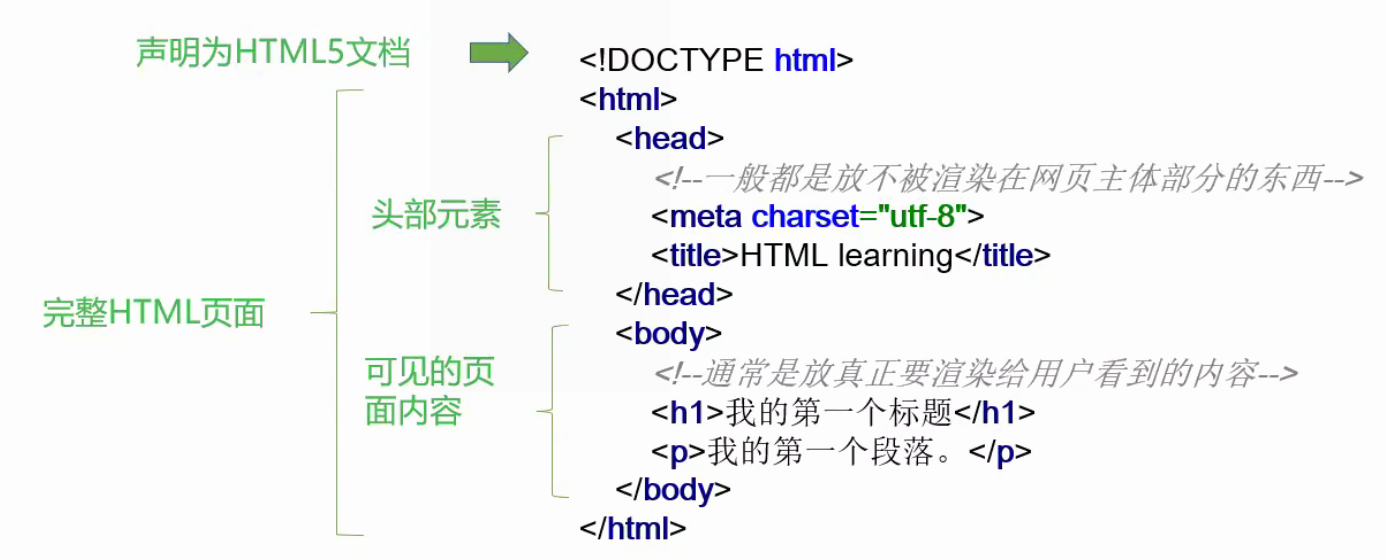 声明为HTML5文档
<!DOCTYPE html>
<html>
<head>
<!--一般都是放不被渲染在网页主体部分的东西-->
头部元素
<meta charset="utf-8">
<title>HTML learning</title>
</head>
完整HTML页面
<body>
可见的页
面内容
<!--通常是放真正要渲染给用户看到的内容-->
<h1>我的第一个标题</h1>
<p>我的第一个段落。</p>
</body>
</html>